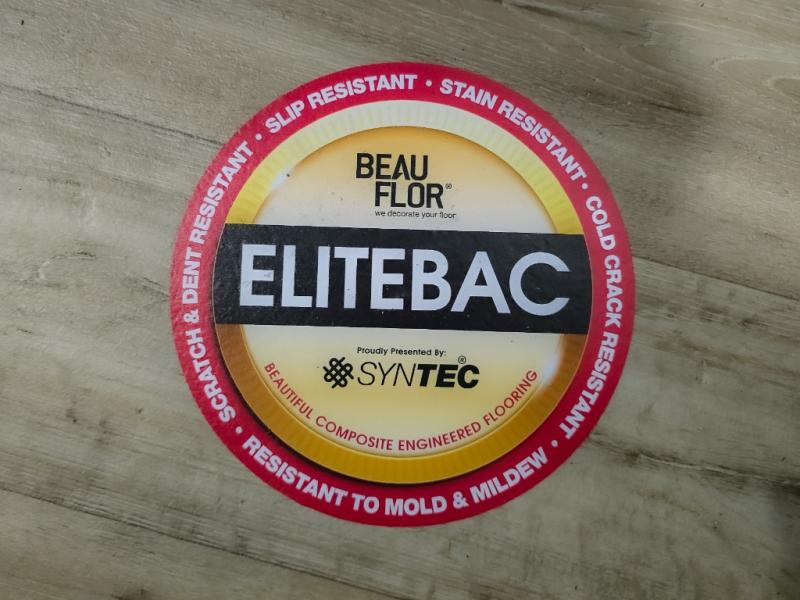 SLIP RESISTANT • STAIN RESISTANT • COLD CRACK RESISTANT • RESISTANT TO MOLD & MILDEW • SCRATCH & DENT RESISTANT •
BEAU
FLOR®
we decorate your floor
ELITEBAC
Proudly Presented By:
SYNTEC®
BEAUTIFUL COMPOSITE ENGINEERED FLOORING